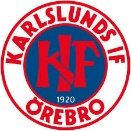 KARLSLUNDS IF
KIF
1920
ÖREBRO